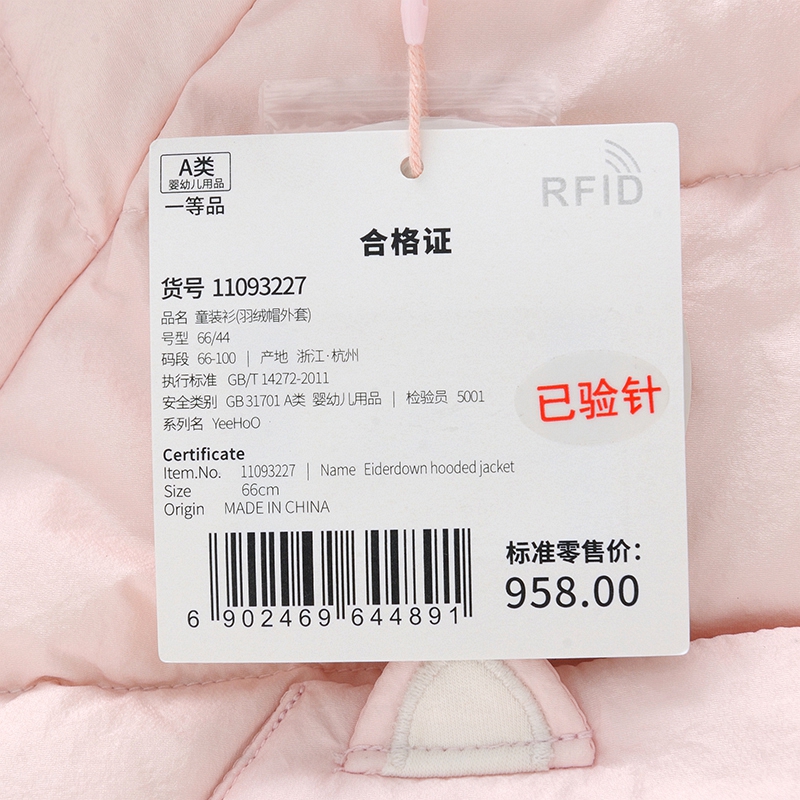 A类
婴幼儿用品
一等品
RFID
合格证
货号 11093227
品名 童装衫(羽绒帽外套)
号型 66/44
码段 66-100 | 产地 浙江·杭州
执行标准 GB/T 14272-2011
安全类别 GB 31701 A类 婴幼儿用品 | 检验员 5001
系列名 YeeHoO
已验针
Certificate
Item.No. 11093227 | Name Eiderdown hooded jacket
Size 66cm
Origin MADE IN CHINA
标准零售价:
958.00
6 902469 644891